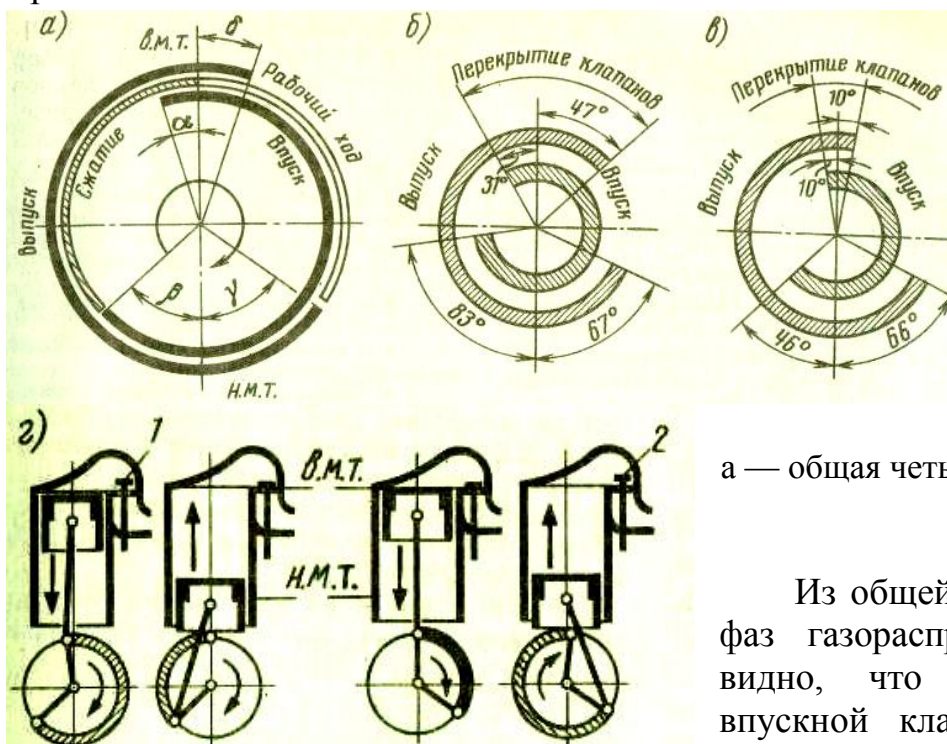 а)
в.м.т.
δ
Рабочий ход
α
Впуск
Сжатие
Выпуск
β
γ
н.м.т.
б)
Перекрытие клапанов
47°
31°
Выпуск
Впуск
83°
67°
в)
Перекрытие клапанов
10°
10°
Выпуск
Впуск
46°
66°
г)
1
в.м.т.
н.м.т.
2
а — общая четы
Из общей
фаз газораспр
видно, что
впускной кла